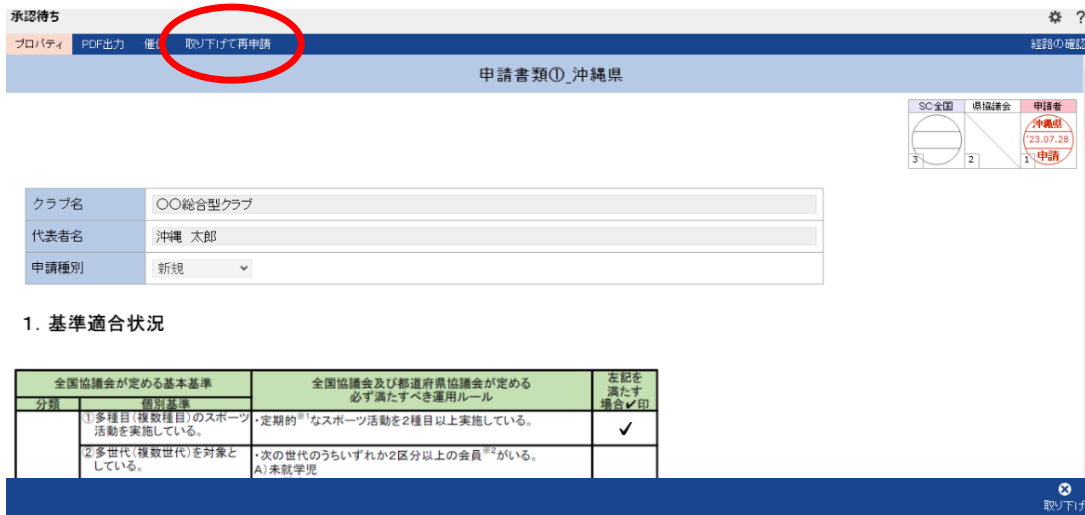 承認待ち
?
プロパティ PDF出力 催 取り下げて再申請 経路の確認
申請書類①_沖縄県
SC全国 県協議会 申請者
沖縄県
'23.07.28
申請
3 2 1
クラブ名 〇〇総合型クラブ
代表者名 沖縄 太郎
申請種別 新規
1. 基準適合状況
全国協議会が定める基本基準 全国協議会及び都道府県協議会が定める 左記を
必ず満たすべき運用ルール 満たす
分類 個別基準 場合✔印
①多種目(複数種目)のスポーツ ・定期的※1なスポーツ活動を2種目以上実施している。
活動を実施している。 ✓
②多世代(複数世代)を対象と ・次の世代のうちいずれか2区分以上の会員※2がいる。
している。 A)未就学児
取り下げ